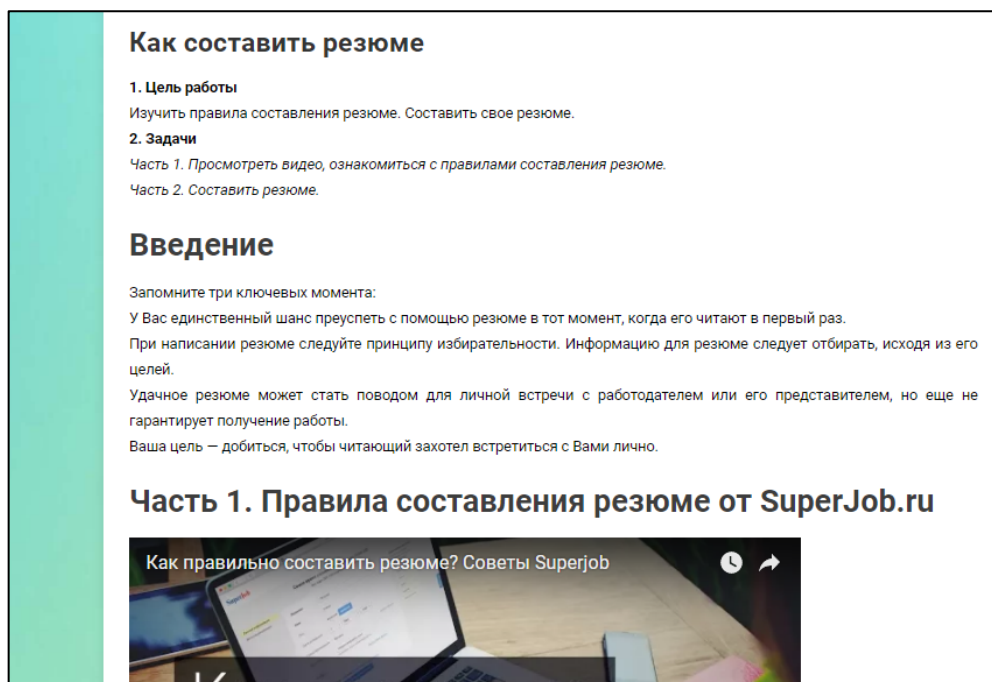 Как составить резюме
1. Цель работы
Изучить правила составления резюме. Составить свое резюме.
2. Задачи
Часть 1. Просмотреть видео, ознакомиться с правилами составления резюме.
Часть 2. Составить резюме.
Введение
Запомните три ключевых момента:
У Вас единственный шанс преуспеть с помощью резюме в тот момент, когда его читают в первый раз.
При написании резюме следуйте принципу избирательности. Информацию для резюме следует отбирать, исходя из его
целей.
Удачное резюме может стать поводом для личной встречи с работодателем или его представителем, но еще не
гарантирует получение работы.
Ваша цель — добиться, чтобы читающий захотел встретиться с Вами лично.
Часть 1. Правила составления резюме от SuperJob.ru
Как правильно составить резюме? Советы Superjob
SuperJob